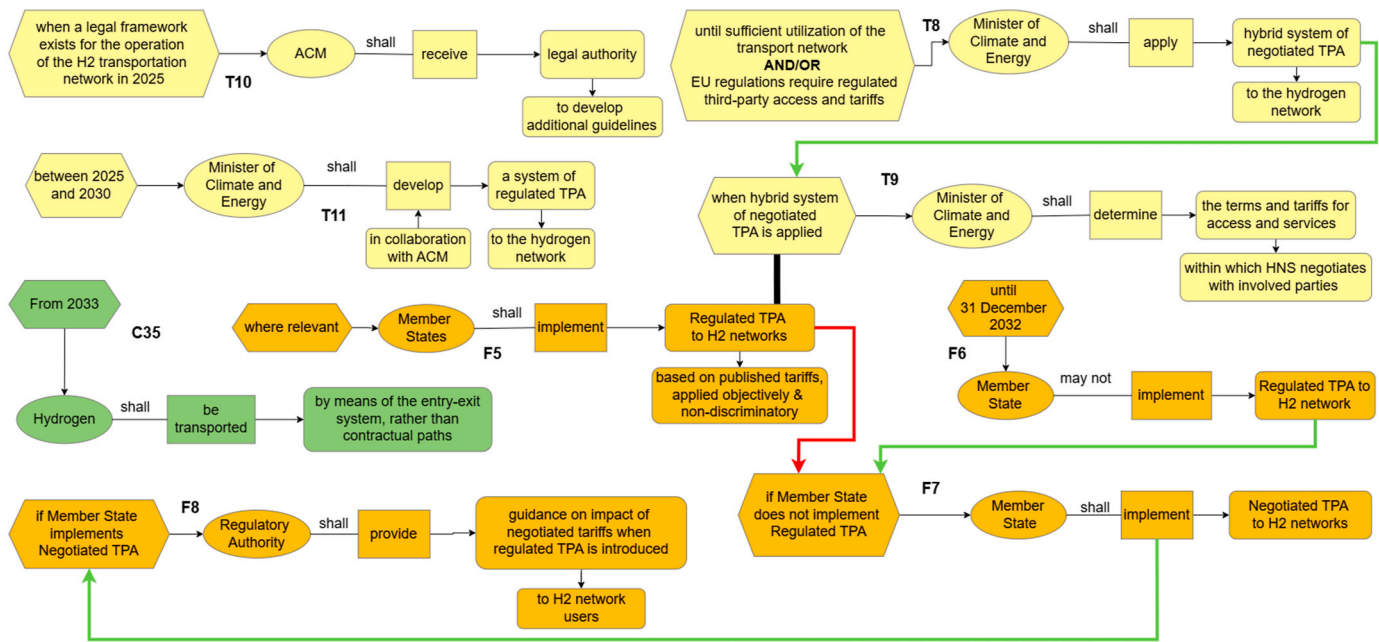 when a legal framework
exists for the operation
of the H2 transportation
network in 2025
T10
ACM
shall
receive
legal authority
to develop
additional guidelines
until sufficient utilization of the
transport network
AND/OR
EU regulations require regulated
third-party access and tariffs
T8
Minister of
Climate and
Energy
shall
apply
hybrid system of
negotiated TPA
to the hydrogen
network
between 2025
and 2030
Minister of
Climate and
Energy
shall
T11
develop
in collaboration
with ACM
a system of
regulated TPA
to the hydrogen
network
when hybrid system
of negotiated
TPA is applied
T9
Minister of
Climate and
Energy
shall
determine
the terms and tariffs for
access and services
within which HNS negotiates
with involved parties
From 2033
C35
Hydrogen
shall
be
transported
by means of the entry-exit
system, rather than
contractual paths
where relevant
Member
States
shall
F5
implement
Regulated TPA
to H2 networks
based on published tariffs,
applied objectively &
non-discriminatory
until
31 December
2032
F6
Member
State
may not
implement
Regulated TPA to
H2 network
if Member State
does not implement
Regulated TPA
F7
Member
State
shall
implement
Negotiated TPA
to H2 networks
if Member State
implements
Negotiated TPA
F8
Regulatory
Authority
shall
provide
guidance on impact of
negotiated tariffs when
regulated TPA is introduced
to H2 network
users